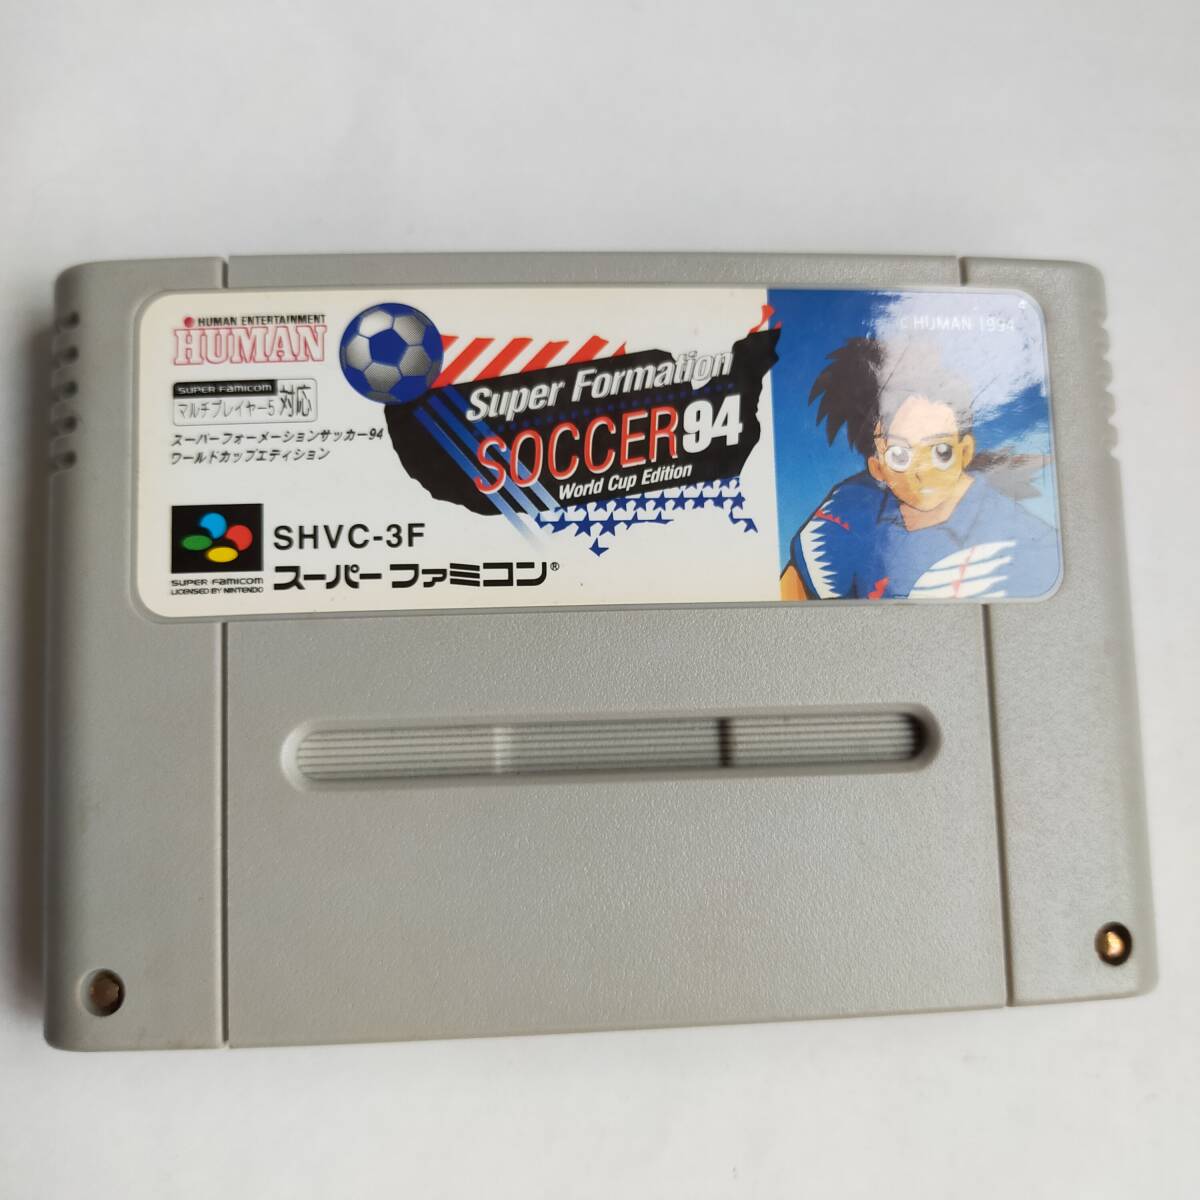 HUMAN ENTERTAINMENT
HUMAN
SUPER FAMICOM
マルチプレイヤー5対応
スーパーフォーメーションサッカー94
ワールドカップエディション
Super Formation
SOCCER 94
World Cup Edition
© HUMAN 1994
SHVC-3F
スーパーファミコン®
SUPER FAMICOM
LICENSED BY NINTENDO